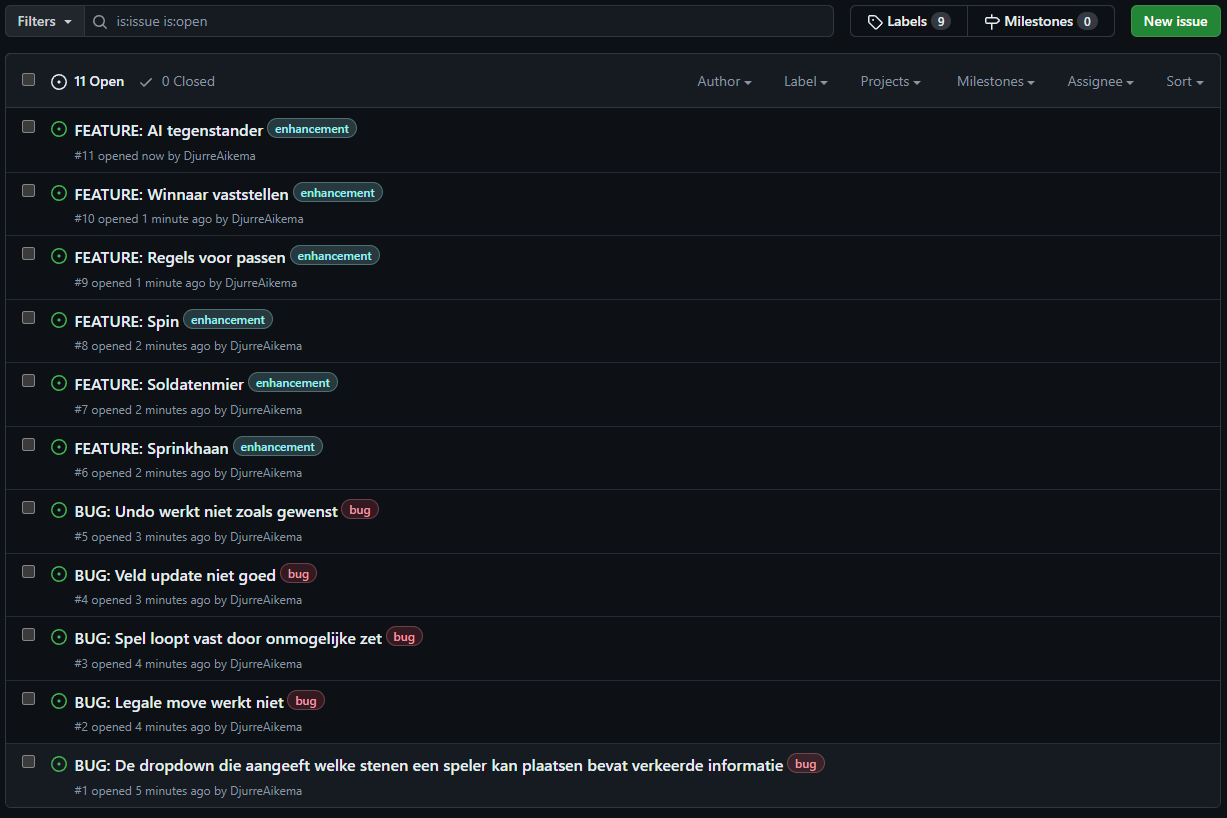 Filters is:issue is:open Labels 9 Milestones 0 New issue
11 Open 0 Closed Author Label Projects Milestones Assignee Sort
FEATURE: AI tegenstander enhancement
#11 opened now by DjurreAikema
FEATURE: Winnaar vaststellen enhancement
#10 opened 1 minute ago by DjurreAikema
FEATURE: Regels voor passen enhancement
#9 opened 1 minute ago by DjurreAikema
FEATURE: Spin enhancement
#8 opened 2 minutes ago by DjurreAikema
FEATURE: Soldatenmier enhancement
#7 opened 2 minutes ago by DjurreAikema
FEATURE: Sprinkhaan enhancement
#6 opened 2 minutes ago by DjurreAikema
BUG: Undo werkt niet zoals gewenst bug
#5 opened 3 minutes ago by DjurreAikema
BUG: Veld update niet goed bug
#4 opened 3 minutes ago by DjurreAikema
BUG: Spel loopt vast door onmogelijke zet bug
#3 opened 4 minutes ago by DjurreAikema
BUG: Legale move werkt niet bug
#2 opened 4 minutes ago by DjurreAikema
BUG: De dropdown die aangeeft welke stenen een speler kan plaatsen bevat verkeerde informatie bug
#1 opened 5 minutes ago by DjurreAikema